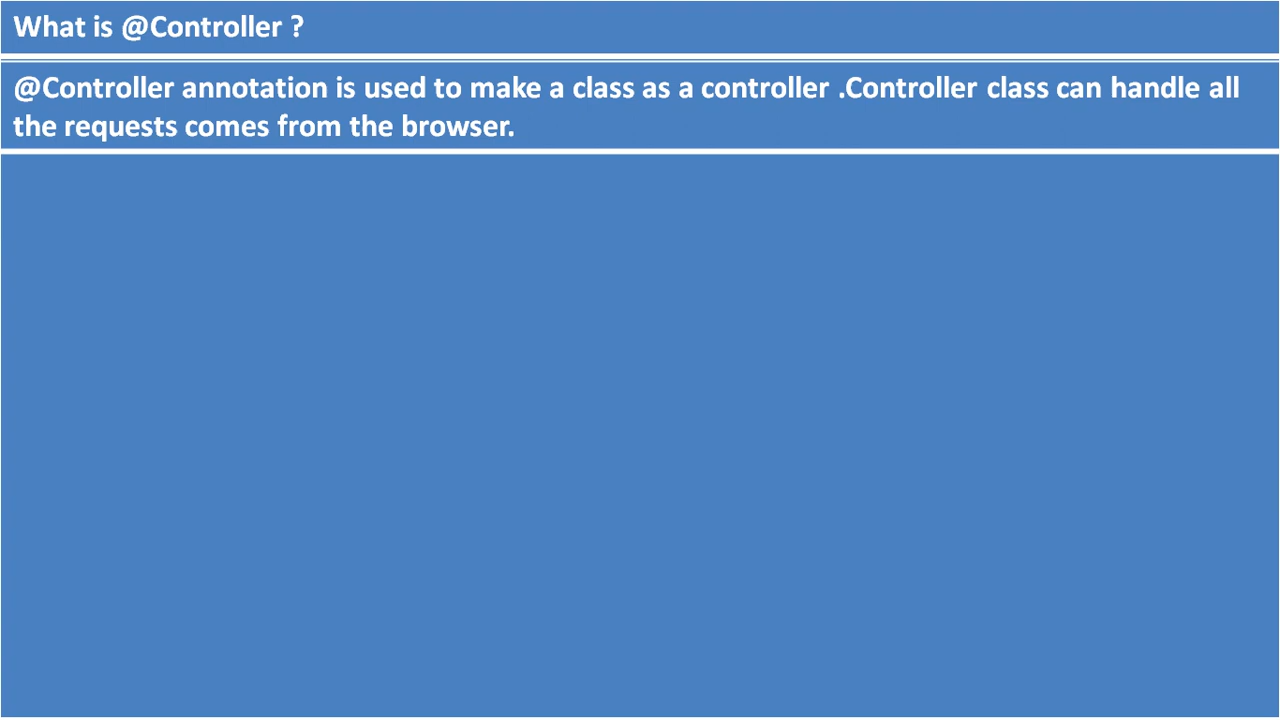 What is @Controller ?
@Controller annotation is used to make a class as a controller .Controller class can handle all
the requests comes from the browser.